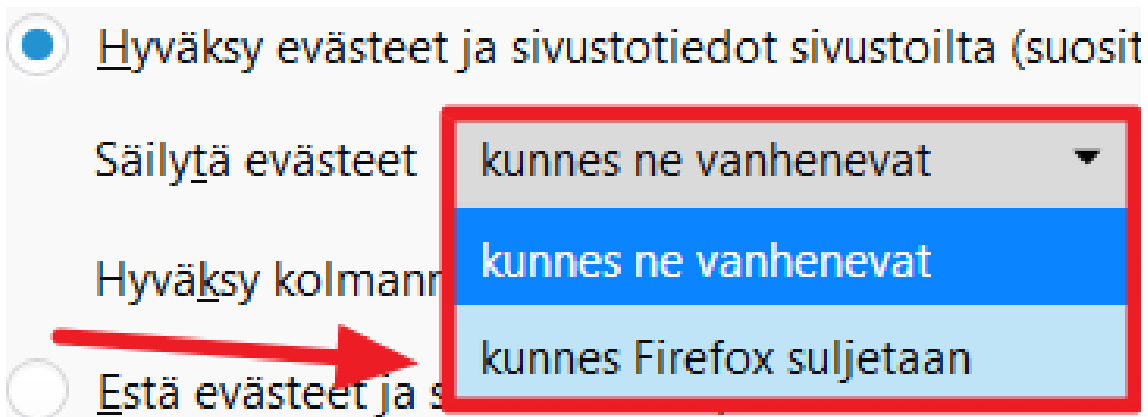 Hyväksy evästeet ja sivustotiedot sivustoilta (suosit
Säilytä evästeet kunnes ne vanhenevat
kunnes ne vanhenevat
Hyväksy kolmann
kunnes Firefox suljetaan
Estä evästeet ja s